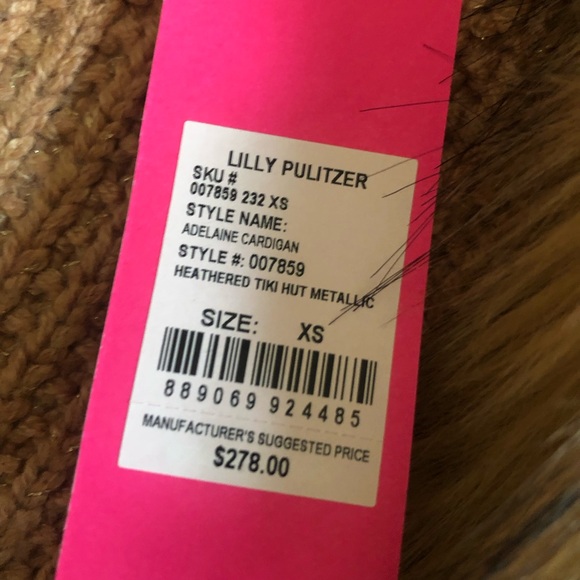 LILLY PULITZER
SKU #
007859 232 XS
STYLE NAME:
ADELAINE CARDIGAN
STYLE #: 007859
HEATHERED TIKI HUT METALLIC
SIZE: XS
889069 924485
MANUFACTURER'S SUGGESTED PRICE
$278.00